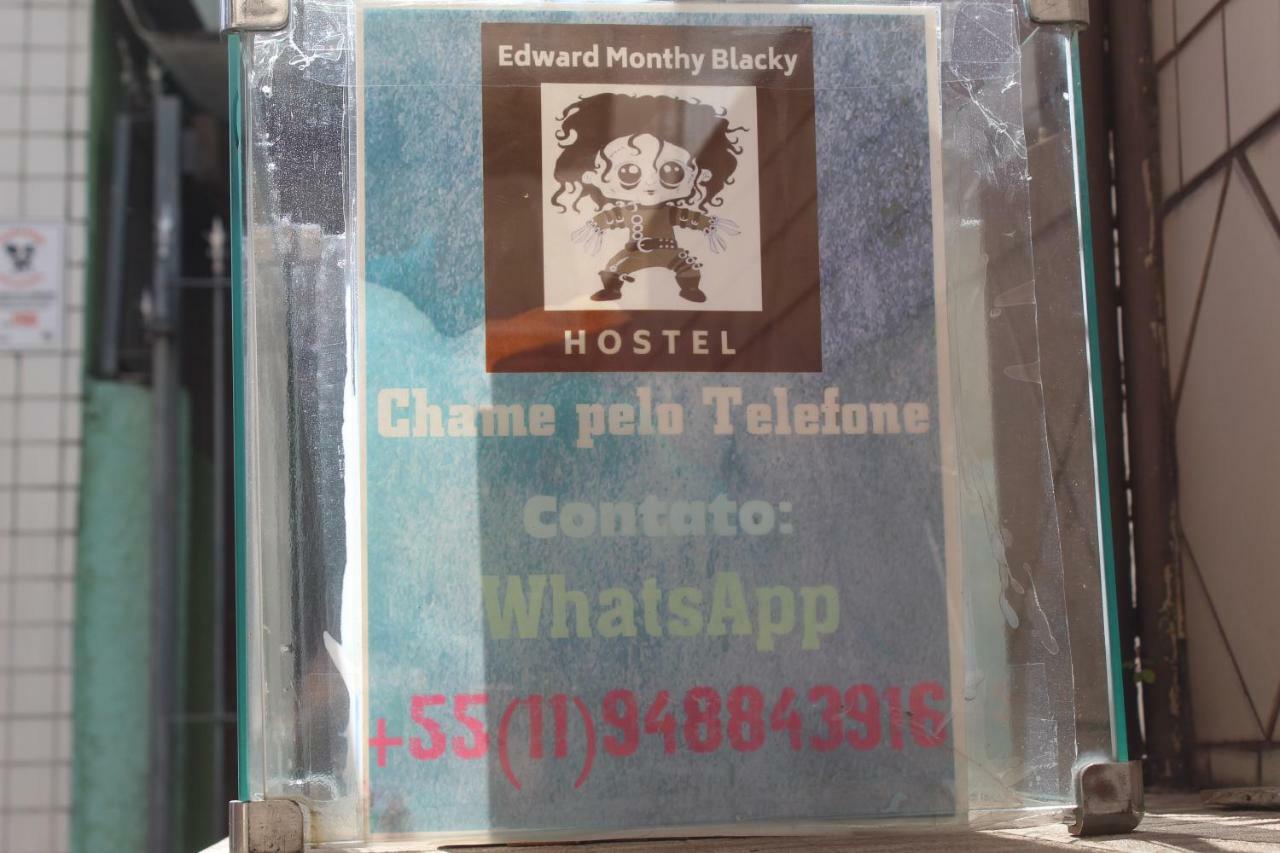 Edward Monthy Blacky
HOSTEL
Chame pelo Telefone
Contato:
WhatsApp
+55(11)948843916